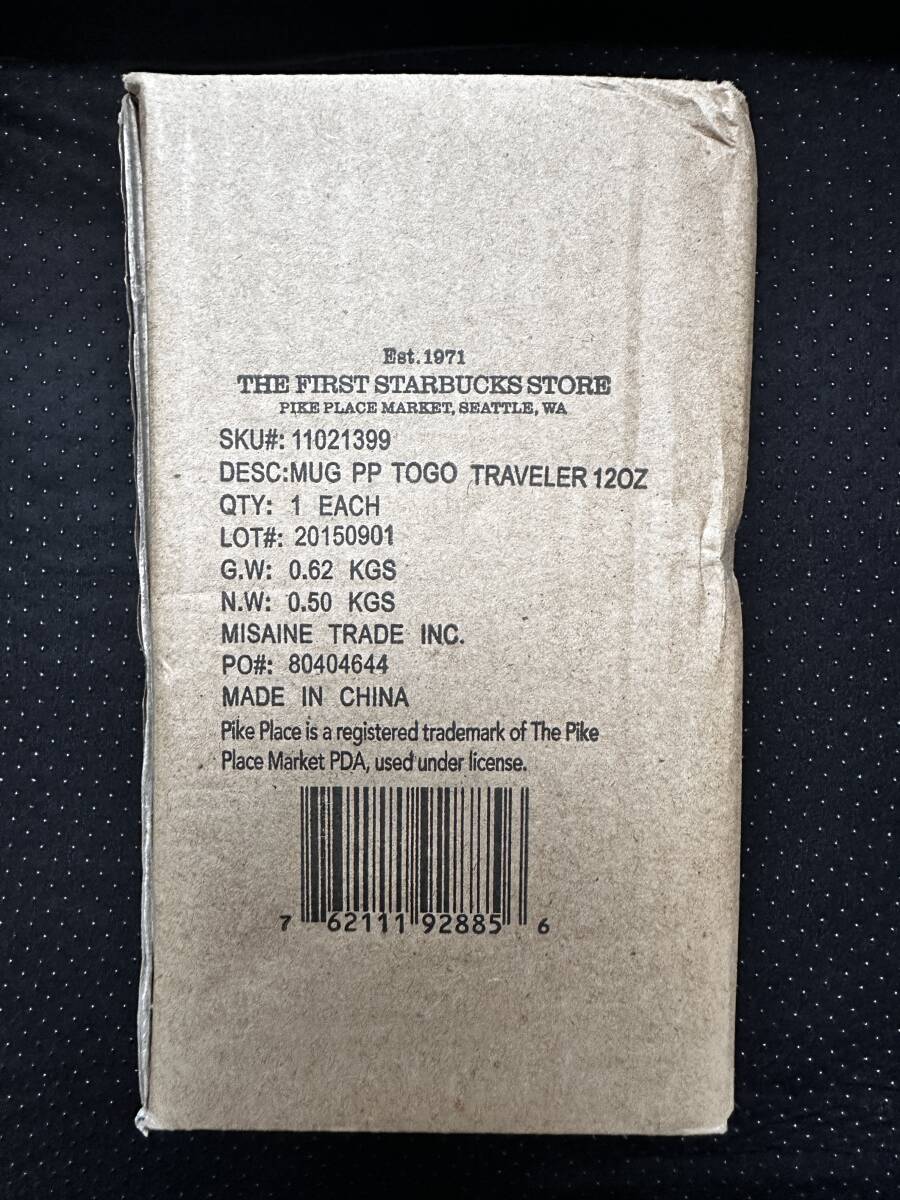 Est. 1971
THE FIRST STARBUCKS STORE
PIKE PLACE MARKET, SEATTLE, WA
SKU#: 11021399
DESC:MUG PP TOGO TRAVELER 12OZ
QTY: 1 EACH
LOT#: 20150901
G.W: 0.62 KGS
N.W: 0.50 KGS
MISAINE TRADE INC.
PO#: 80404644
MADE IN CHINA
Pike Place is a registered trademark of The Pike
Place Market PDA, used under license.
7 62111 92885 6